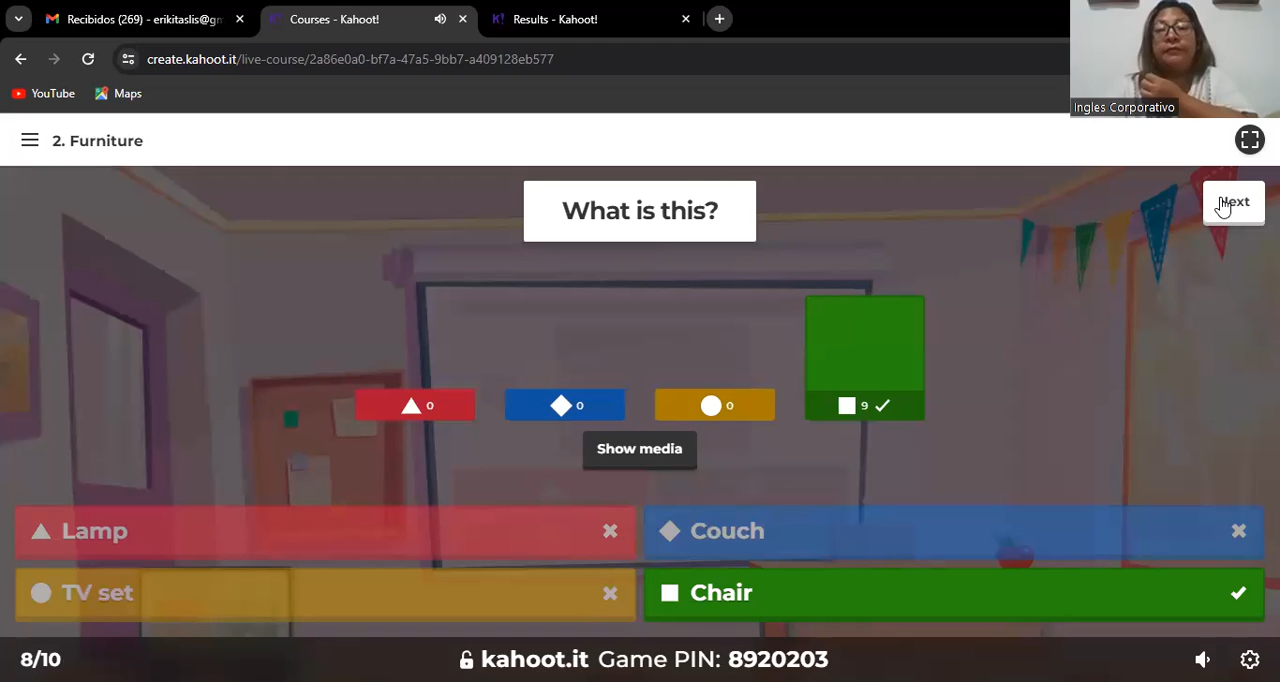 Recibidos (269) - erikitaslis@gm
Courses - Kahoot!
K! Results - Kahoot!
create.kahoot.it/live-course/2a86e0a0-bf7a-47a5-9bb7-a409128eb577
YouTube
Maps
Ingles Corporativo
2. Furniture
What is this?
0
0
0
9
Show media
Lamp
Couch
TV set
Chair
8/10
kahoot.it Game PIN: 8920203